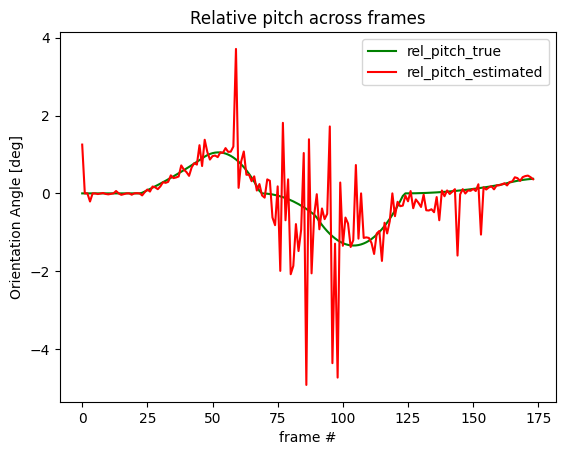 Relative pitch across frames
rel_pitch_true
rel_pitch_estimated
Orientation Angle [deg]
4
2
0
−2
−4
0 25 50 75 100 125 150 175
frame #